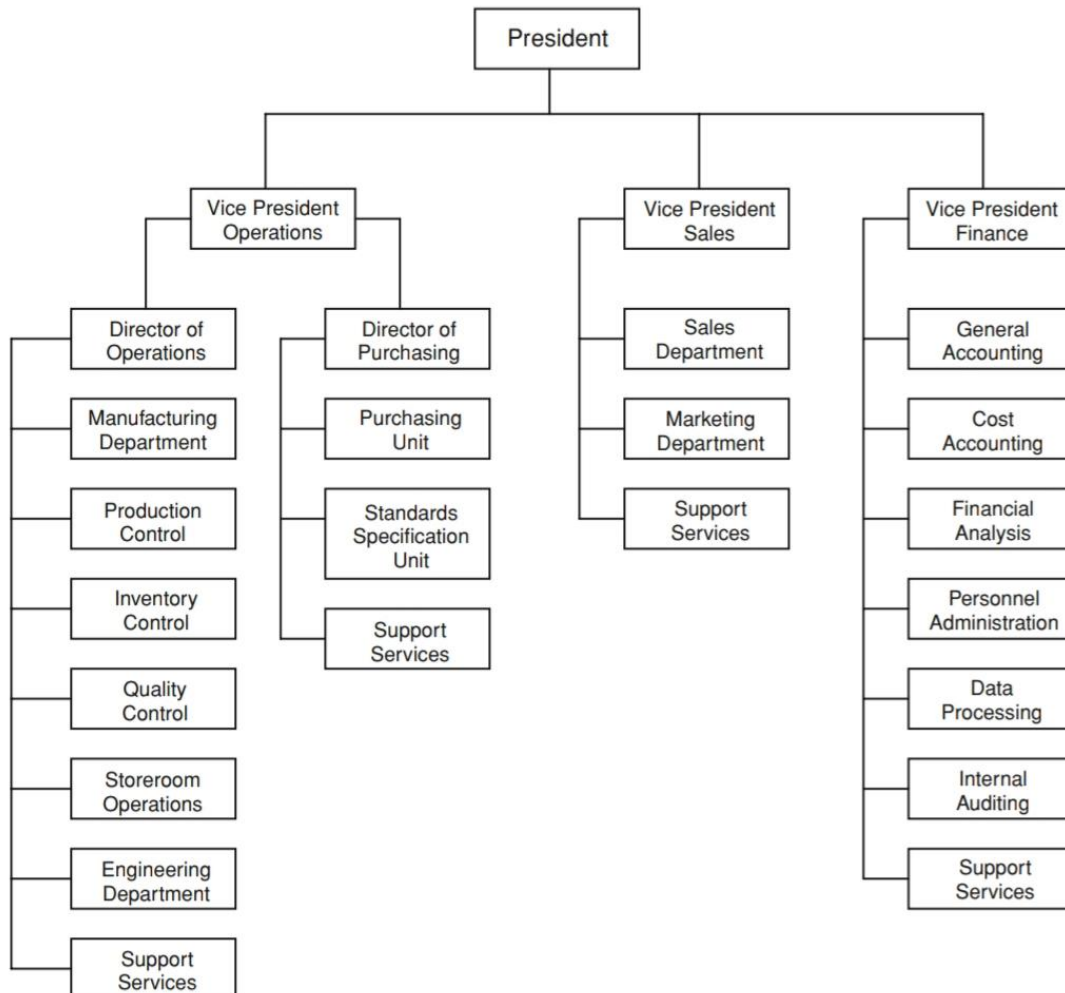 President
Vice President
Operations
Vice President
Sales
Vice President
Finance
Director of
Operations
Manufacturing
Department
Production
Control
Inventory
Control
Quality
Control
Storeroom
Operations
Engineering
Department
Support
Services
Director of
Purchasing
Purchasing
Unit
Standards
Specification
Unit
Support
Services
Sales
Department
Marketing
Department
Support
Services
General
Accounting
Cost
Accounting
Financial
Analysis
Personnel
Administration
Data
Processing
Internal
Auditing
Support
Services